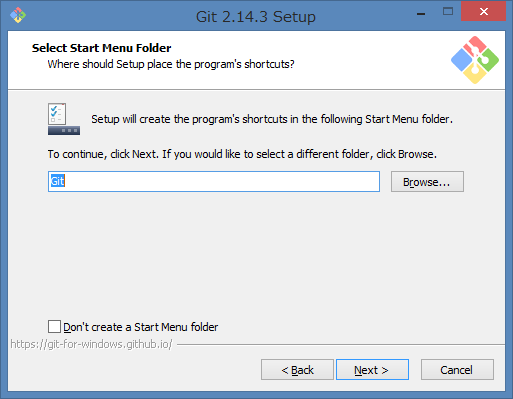 Git 2.14.3 Setup
Select Start Menu Folder
Where should Setup place the program's shortcuts?
Setup will create the program's shortcuts in the following Start Menu folder.
To continue, click Next. If you would like to select a different folder, click Browse.
Git
Browse...
Don't create a Start Menu folder
https://git-for-windows.github.io/
< Back
Next >
Cancel